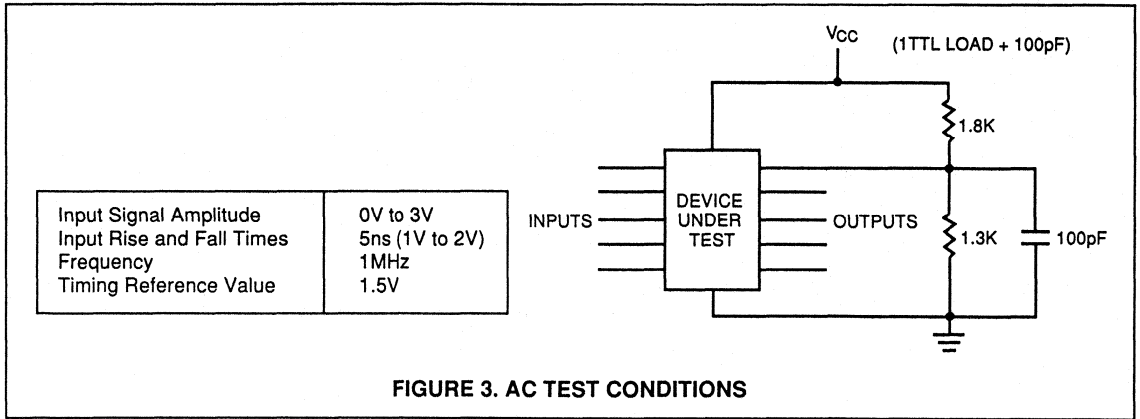 VCC
(1TTL LOAD + 100pF)
1.8K
Input Signal Amplitude 0V to 3V
Input Rise and Fall Times 5ns (1V to 2V)
Frequency 1MHz
Timing Reference Value 1.5V
INPUTS
DEVICE
UNDER
TEST
OUTPUTS
1.3K
100pF
FIGURE 3. AC TEST CONDITIONS